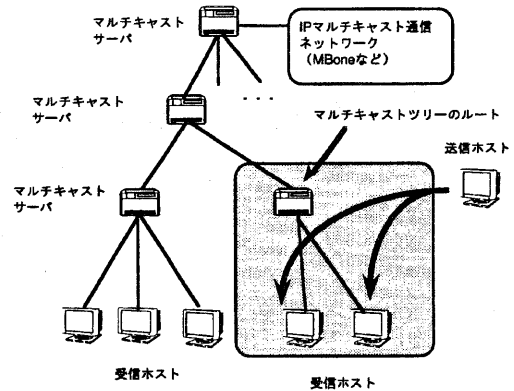 マルチキャスト
サーバ
IPマルチキャスト通信
ネットワーク
(MBoneなど)
マルチキャスト
サーバ
・・・
マルチキャストツリーのルート
送信ホスト
マルチキャスト
サーバ
受信ホスト
受信ホスト